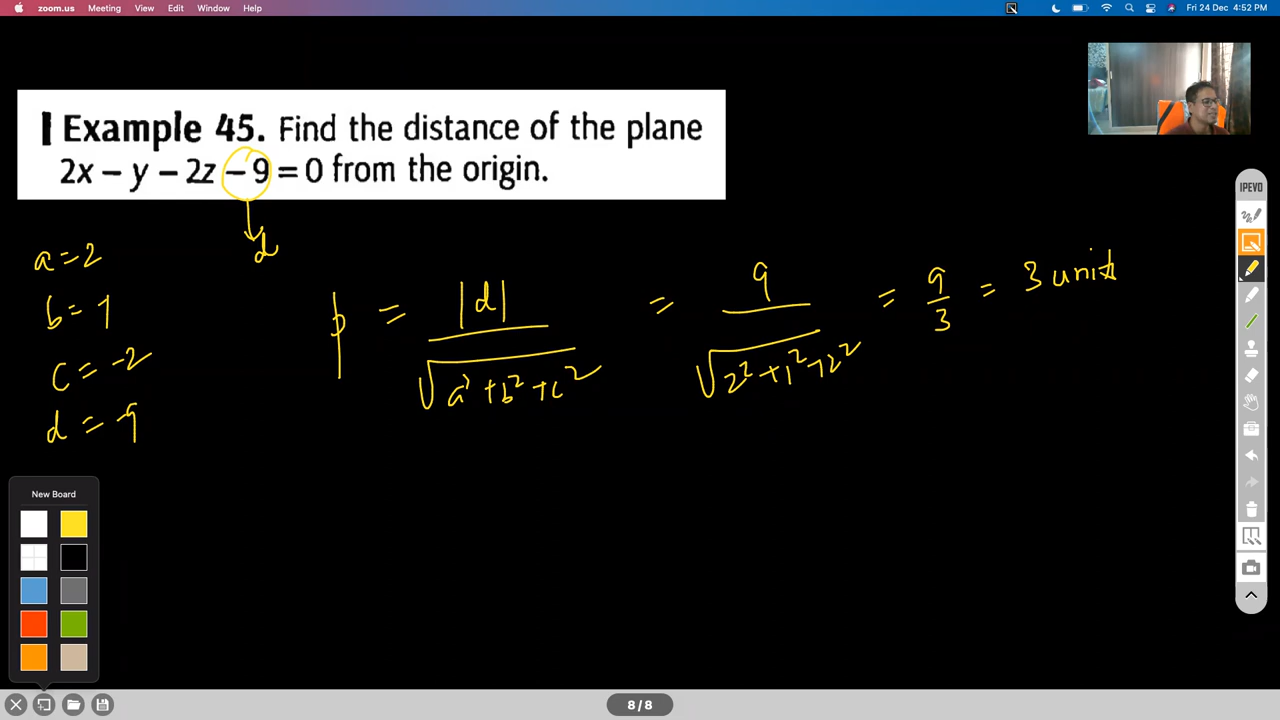 zoom.us Meeting View Edit Window Help Fri 24 Dec 4:52 PM
Example 45. Find the distance of the plane
2x – y – 2z – 9 = 0 from the origin.
d
a = 2
b = 1
c = -2
d = -9
p = |d| / √(a² + b² + c²) = 9 / √(2² + 1² + 2²) = 9/3 = 3 units
IPEVO
New Board
8 / 8